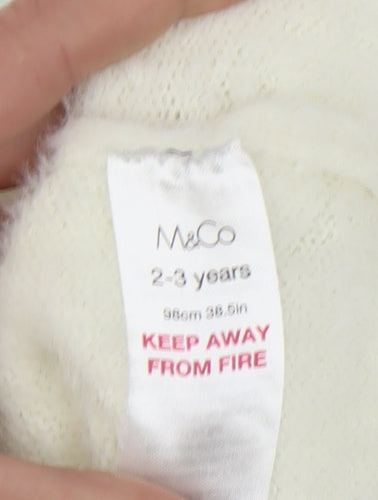 M&Co
2-3 years
98cm 38.5in
KEEP AWAY
FROM FIRE